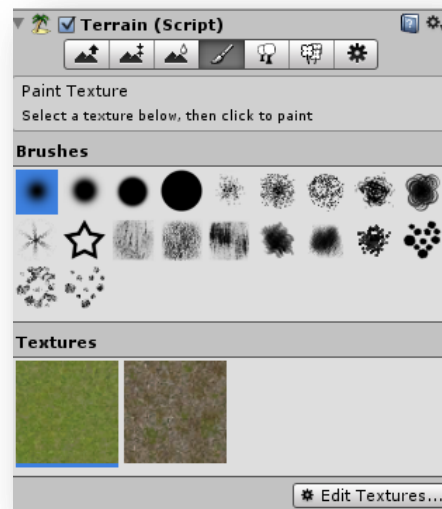 Terrain (Script)
Paint Texture
Select a texture below, then click to paint
Brushes
Textures
Edit Textures...